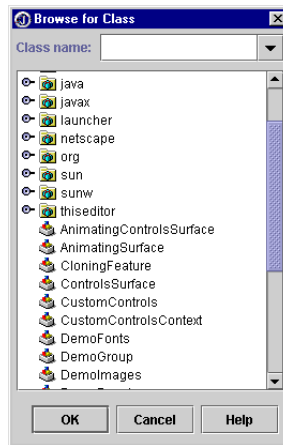 Browse for Class
Class name:
java
javax
launcher
netscape
org
sun
sunw
thiseditor
AnimatingControlsSurface
AnimatingSurface
CloningFeature
ControlsSurface
CustomControls
CustomControlsContext
DemoFonts
DemoGroup
DemoImages
OK Cancel Help